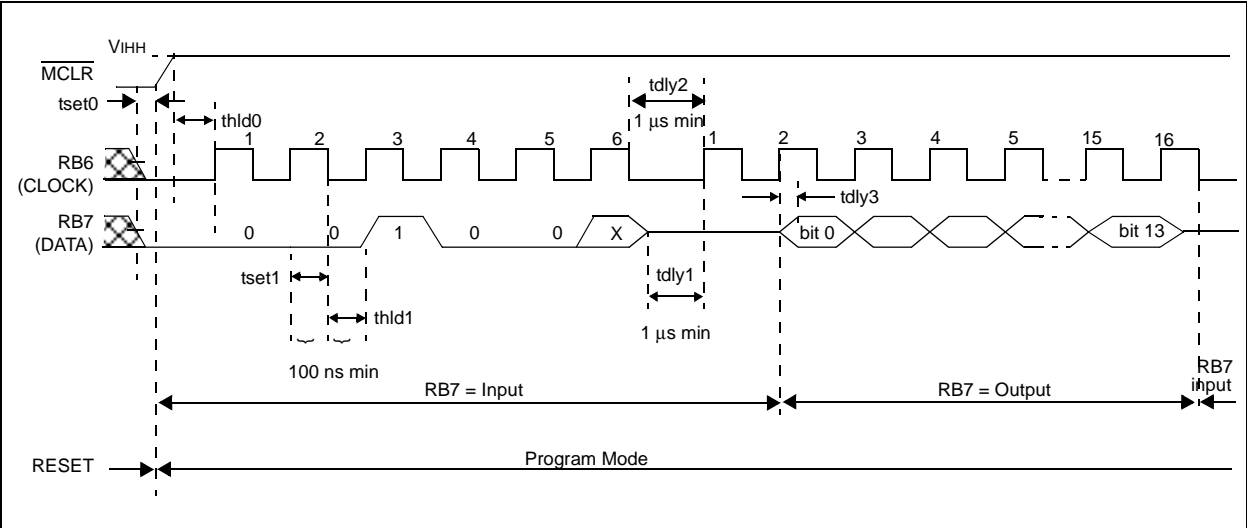 VIHH
MCLR
tset0
thld0
tdly2
1 μs min
1 2 3 4 5 6 1 2 3 4 5 15 16
RB6
(CLOCK)
tdly3
RB7
(DATA)
0 0 1 0 0 X bit 0 bit 13
tset1
tdly1
thld1
1 μs min
100 ns min
RB7 = Input
RB7 = Output
RB7
input
RESET
Program Mode